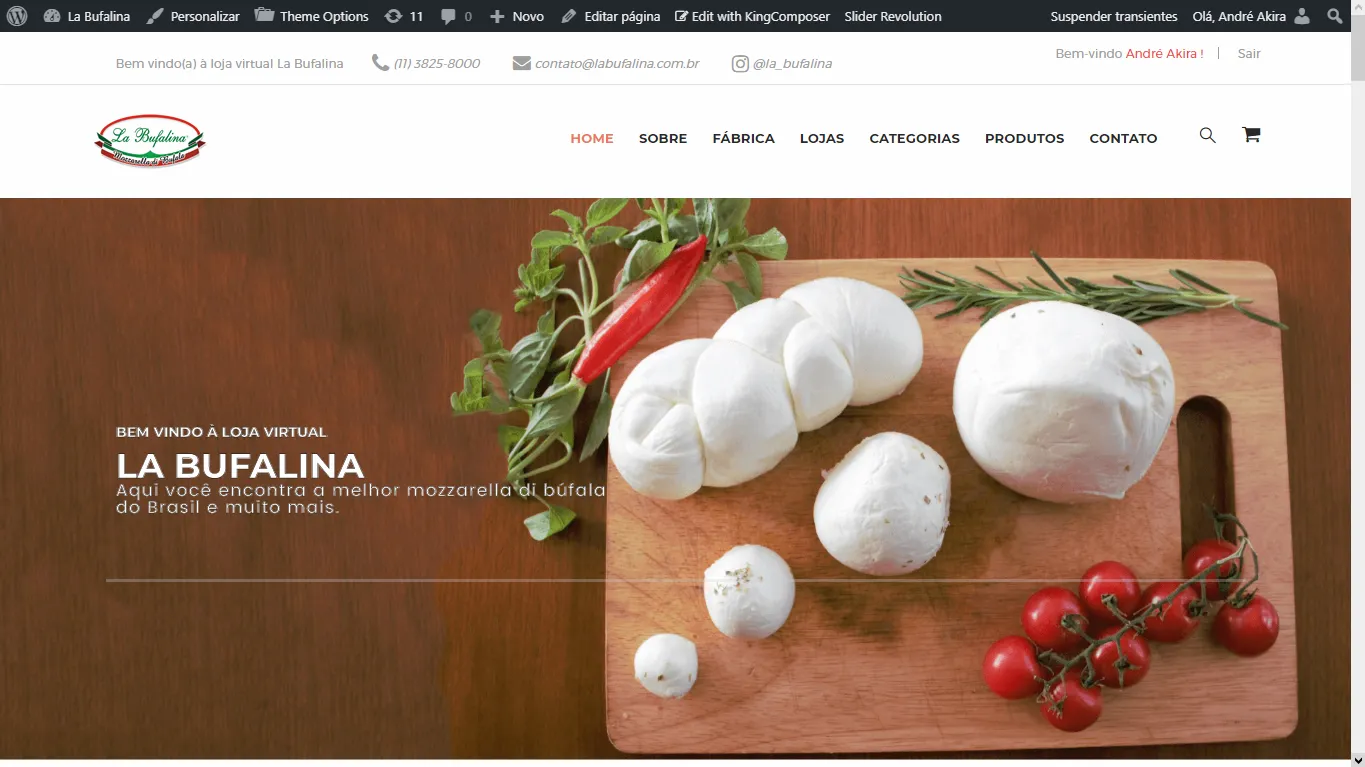 La Bufalina Personalizar Theme Options 11 0 Novo Editar página Edit with KingComposer Slider Revolution Suspender transientes Olá, André Akira
Bem vindo(a) à loja virtual La Bufalina (11) 3825-8000 contato@labufalina.com.br @la_bufalina Bem-vindo André Akira ! Sair
La Bufalina
Mozzarella di Bufala
HOME SOBRE FÁBRICA LOJAS CATEGORIAS PRODUTOS CONTATO
BEM VINDO À LOJA VIRTUAL
LA BUFALINA
Aqui você encontra a melhor mozzarella di búfala
do Brasil e muito mais.